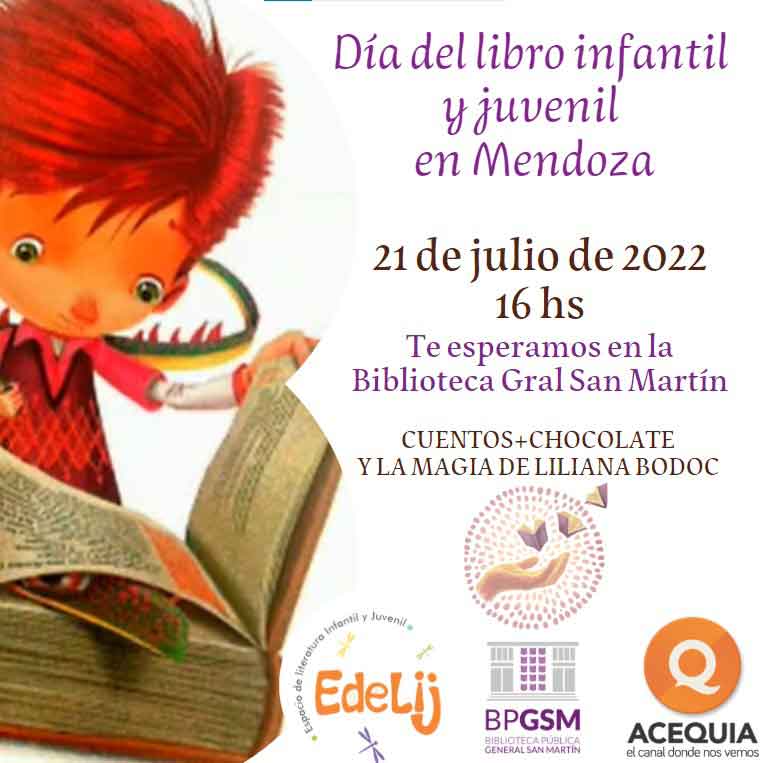 Día del libro infantil
y juvenil
en Mendoza
21 de julio de 2022
16 hs
Te esperamos en la
Biblioteca Gral San Martín
CUENTOS+CHOCOLATE
Y LA MAGIA DE LILIANA BODOC
Espacio de literatura Infantil y Juvenil
EdeLij
BPGSM
BIBLIOTECA PÚBLICA
GENERAL SAN MARTÍN
Q
ACEQUIA
el canal donde nos vemos